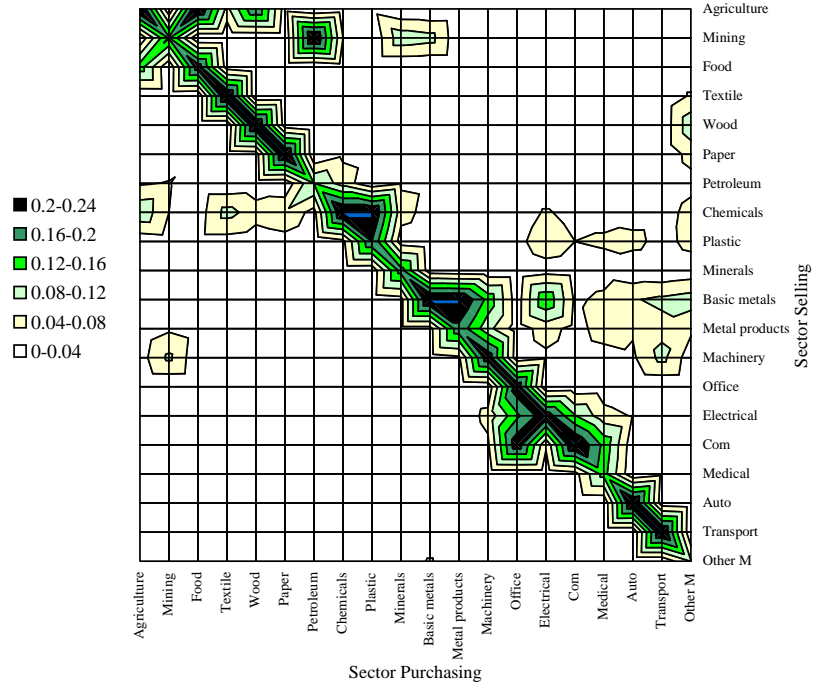 Agriculture
Mining
Food
Textile
Wood
Paper
Petroleum
Chemicals
Plastic
Minerals
Basic metals
Metal products
Machinery
Office
Electrical
Com
Medical
Auto
Transport
Other M
Sector Selling
0.2-0.24
0.16-0.2
0.12-0.16
0.08-0.12
0.04-0.08
0-0.04
Agriculture
Mining
Food
Textile
Wood
Paper
Petroleum
Chemicals
Plastic
Minerals
Basic metals
Metal products
Machinery
Office
Electrical
Com
Medical
Auto
Transport
Other M
Sector Purchasing